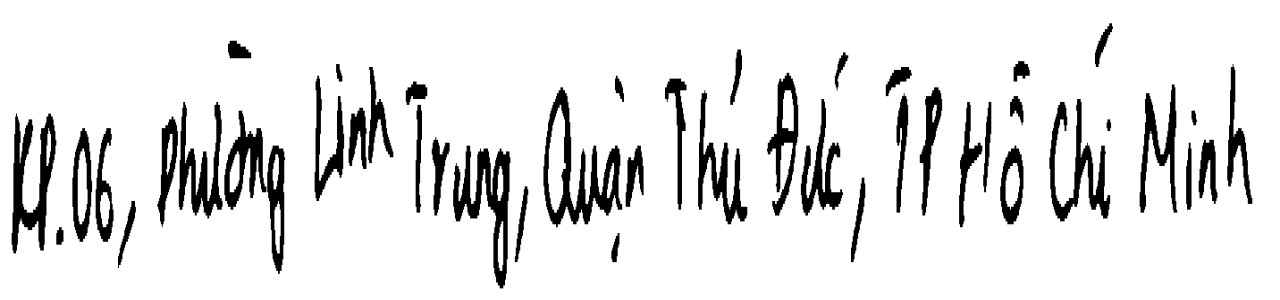 KP.06, Phường Linh Trung, Quận Thủ Đức, TP Hồ Chí Minh